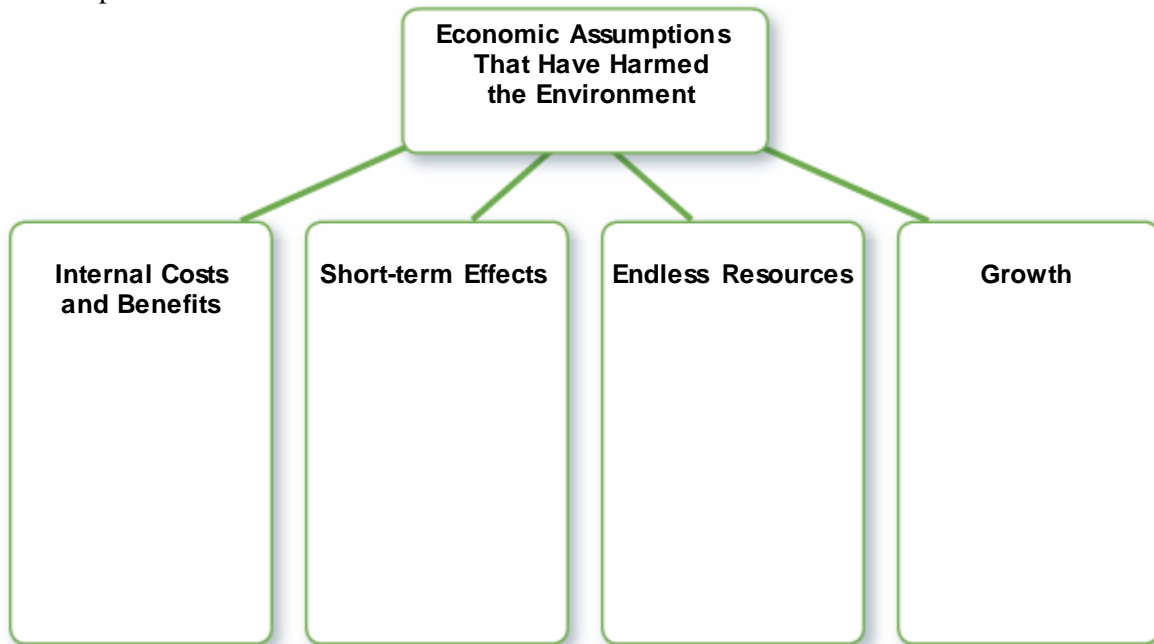 Economic Assumptions
That Have Harmed
the Environment
Internal Costs
and Benefits
Short-term Effects
Endless Resources
Growth